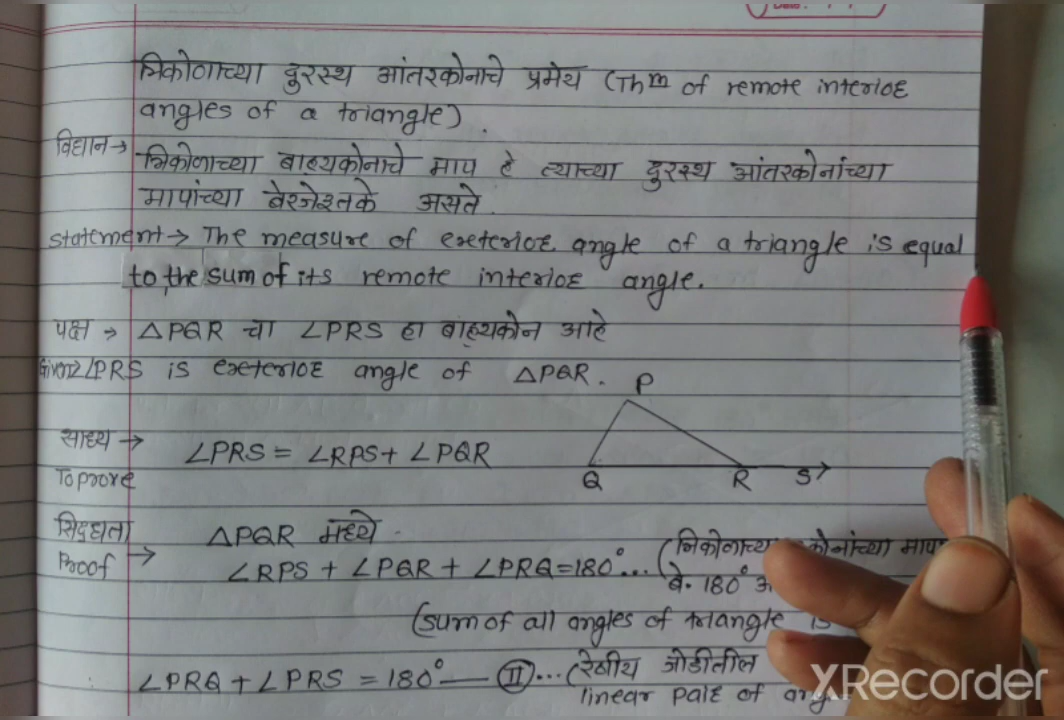 त्रिकोणाच्या दुरस्थ आंतरकोनाचे प्रमेय (Thm of remote interior
angles of a triangle).
विधान → त्रिकोणाच्या बाह्यकोनाचे माप हे त्याच्या दुरस्थ आंतरकोनांच्या
मापांच्या बेरजेइतके असते.
statement → The measure of exeterior angle of a triangle is equal
to the sum of its remote interior angle.
पक्ष → △PQR चा ∠PRS हा बाह्यकोन आहे
Given → ∠PRS is exeterior angle of △PQR.
P
साध्य → ∠PRS = ∠RPS + ∠PQR
To prove
Q R S
सिद्धता △PQR मध्ये
Proof → ∠RPS + ∠PQR + ∠PRQ = 180° ... (त्रिकोणाच्या कोनांच्या
बे. 180°
(sum of all angles of triangle is
∠PRQ + ∠PRS = 180° — II ... (रेषीय जोडीतील
linear pair of
XRecorder